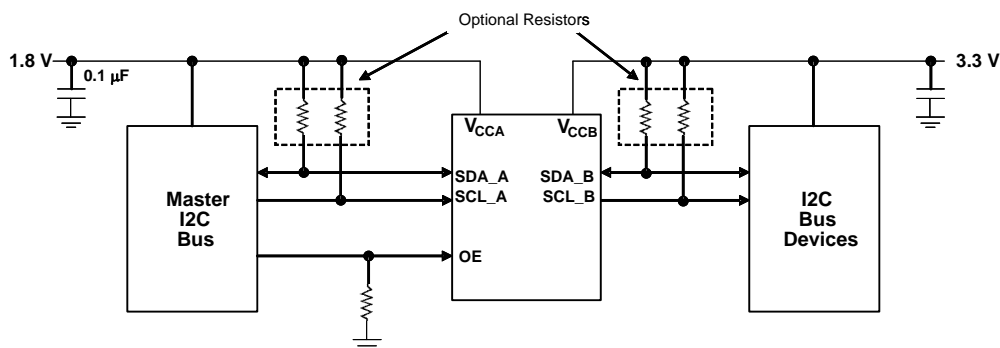 Optional Resistors
1.8 V
0.1 µF
3.3 V
VCCA
VCCB
SDA_A
SCL_A
SDA_B
SCL_B
OE
Master
I2C
Bus
I2C
Bus
Devices